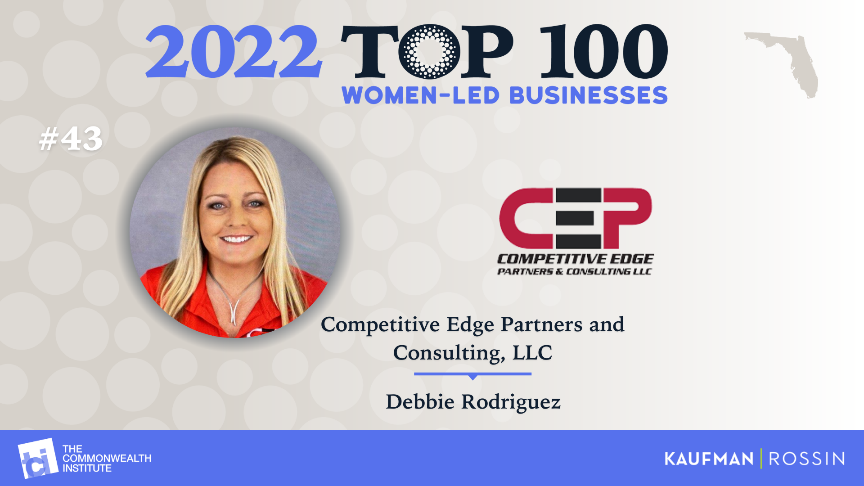 2022 TOP 100
WOMEN-LED BUSINESSES
#43
CEP
COMPETITIVE EDGE
PARTNERS & CONSULTING LLC
Competitive Edge Partners and
Consulting, LLC
Debbie Rodriguez
tci
THE
COMMONWEALTH
INSTITUTE
KAUFMAN | ROSSIN